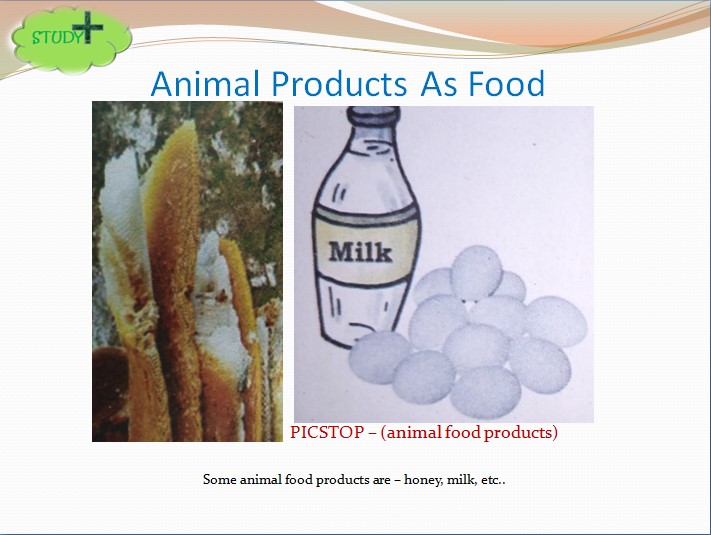 STUDY+
Animal Products As Food
Milk
PICSTOP – (animal food products)
Some animal food products are – honey, milk, etc..